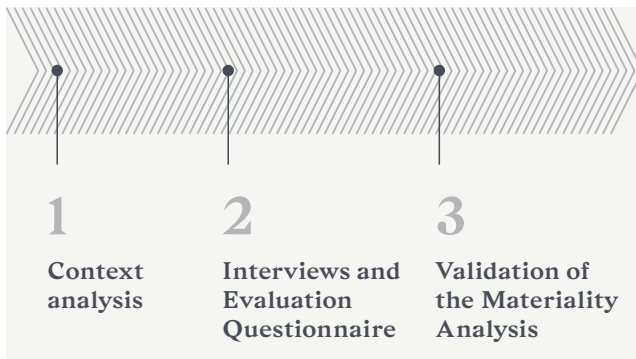 1
Context
analysis
2
Interviews and
Evaluation
Questionnaire
3
Validation of
the Materiality
Analysis